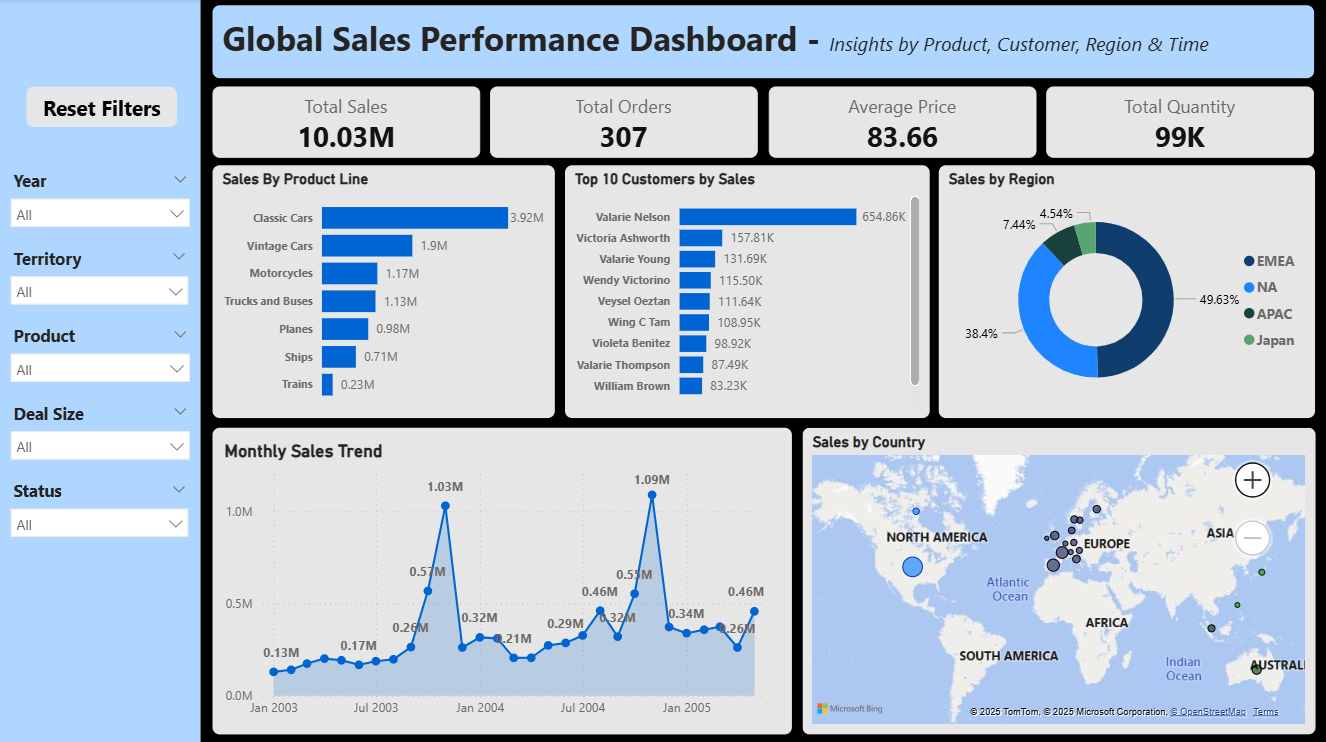 Global Sales Performance Dashboard - Insights by Product, Customer, Region & Time
Reset Filters
Year
All
Territory
All
Product
All
Deal Size
All
Status
All
Total Sales
10.03M
Total Orders
307
Average Price
83.66
Total Quantity
99K
Sales By Product Line
Classic Cars 3.92M
Vintage Cars 1.9M
Motorcycles 1.17M
Trucks and Buses 1.13M
Planes 0.98M
Ships 0.71M
Trains 0.23M
Top 10 Customers by Sales
Valarie Nelson 654.86K
Victoria Ashworth 157.81K
Valarie Young 131.69K
Wendy Victorino 115.50K
Veysel Oeztan 111.64K
Wing C Tam 108.95K
Violeta Benitez 98.92K
Valarie Thompson 87.49K
William Brown 83.23K
Sales by Region
4.54%
7.44%
49.63%
38.4%
EMEA
NA
APAC
Japan
Monthly Sales Trend
1.0M
0.5M
0.0M
0.13M
0.17M
0.26M
0.57M
1.03M
0.32M
0.21M
0.29M
0.46M
0.32M
0.55M
1.09M
0.34M
0.26M
0.46M
Jan 2003
Jul 2003
Jan 2004
Jul 2004
Jan 2005
Sales by Country
NORTH AMERICA
EUROPE
ASIA
Atlantic
Ocean
AFRICA
SOUTH AMERICA
Indian
Ocean
AUSTRALI
Microsoft Bing
© 2025 TomTom, © 2025 Microsoft Corporation, © OpenStreetMap Terms